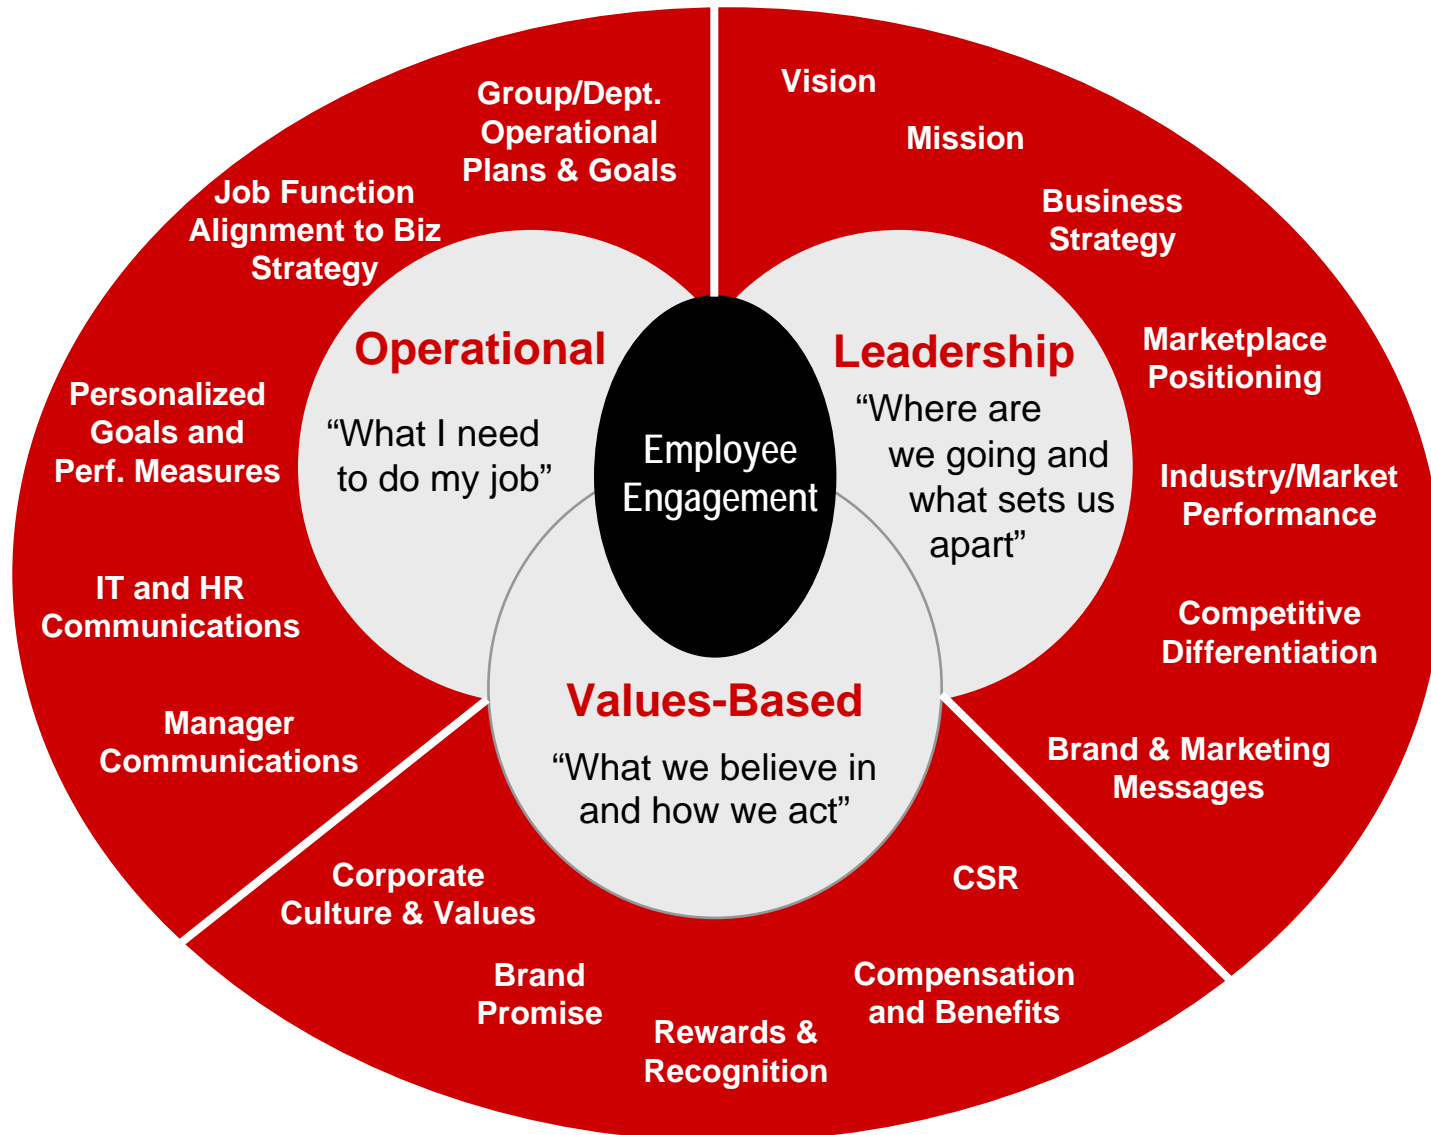 Group/Dept.
Operational
Plans & Goals
Job Function
Alignment to Biz
Strategy
Personalized
Goals and
Perf. Measures
IT and HR
Communications
Manager
Communications
Vision
Mission
Business
Strategy
Marketplace
Positioning
Industry/Market
Performance
Competitive
Differentiation
Brand & Marketing
Messages
Operational
“What I need
to do my job”
Employee
Engagement
Leadership
“Where are
we going and
what sets us
apart”
Values-Based
“What we believe in
and how we act”
Corporate
Culture & Values
Brand
Promise
Rewards &
Recognition
Compensation
and Benefits
CSR